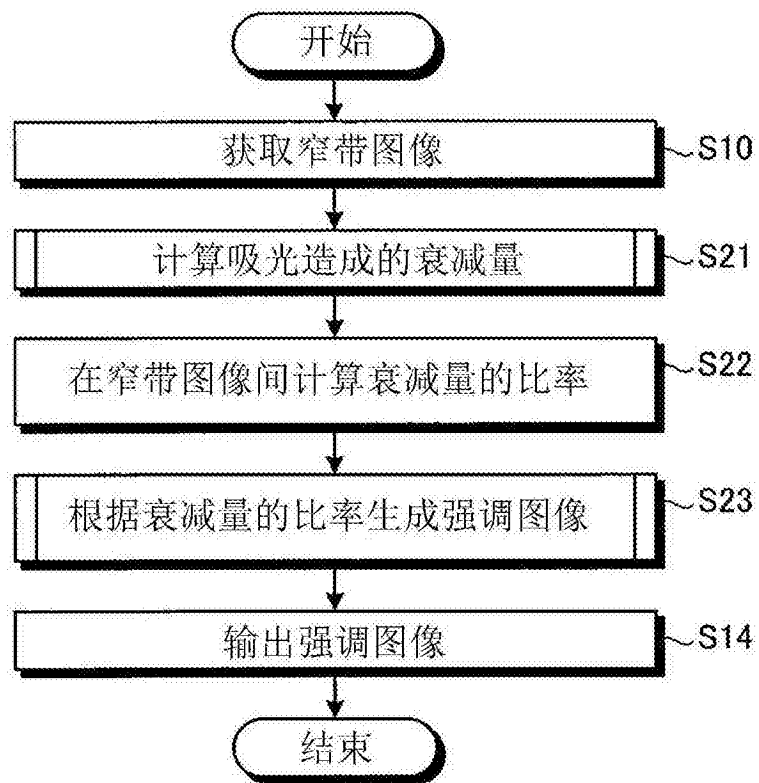 开始
获取窄带图像
S10
计算吸光造成的衰减量
S21
在窄带图像间计算衰减量的比率
S22
根据衰减量的比率生成强调图像
S23
输出强调图像
S14
结束